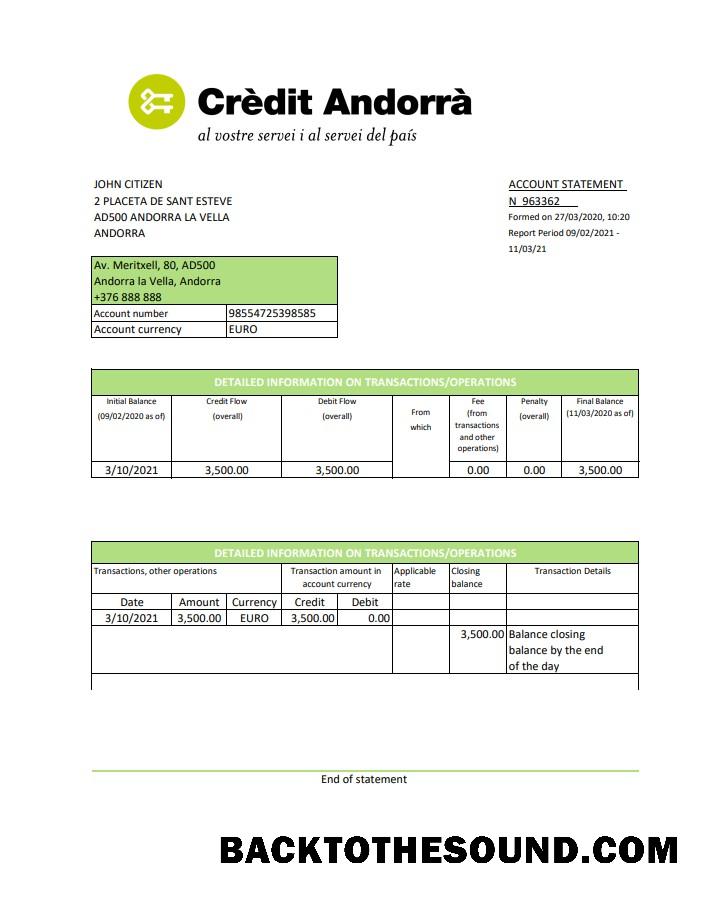 Crèdit Andorrà
al vostre servei i al servei del país
JOHN CITIZEN
2 PLACETA DE SANT ESTEVE
AD500 ANDORRA LA VELLA
ANDORRA
ACCOUNT STATEMENT
N 963362
Formed on 27/03/2020, 10:20
Report Period 09/02/2021 -
11/03/21
Av. Meritxell, 80, AD500
Andorra la Vella, Andorra
+376 888 888
Account number 98554725398585
Account currency EURO
DETAILED INFORMATION ON TRANSACTIONS/OPERATIONS
Initial Balance
(09/02/2020 as of)
Credit Flow
(overall)
Debit Flow
(overall)
From
which
Fee
(from
transactions
and other
operations)
Penalty
(overall)
Final Balance
(11/03/2020 as of)
3/10/2021 3,500.00 3,500.00 0.00 0.00 3,500.00
DETAILED INFORMATION ON TRANSACTIONS/OPERATIONS
Transactions, other operations
Transaction amount in
account currency
Applicable
rate
Closing
balance
Transaction Details
Date Amount Currency Credit Debit
3/10/2021 3,500.00 EURO 3,500.00 0.00
3,500.00 Balance closing
balance by the end
of the day
End of statement
BACKTOTHESOUND.COM